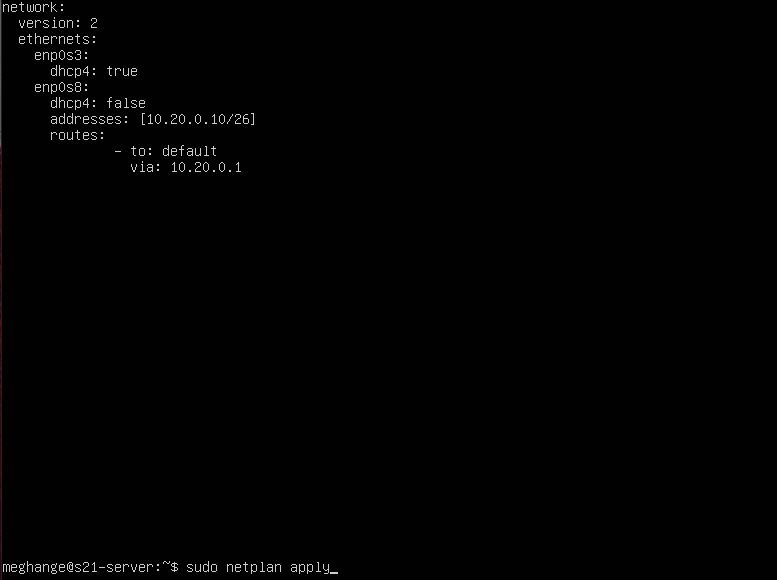 network:
  version: 2
  ethernets:
    enp0s3:
      dhcp4: true
    enp0s8:
      dhcp4: false
      addresses: [10.20.0.10/26]
      routes:
              - to: default
                via: 10.20.0.1
meghange@s21-server:~$ sudo netplan apply_